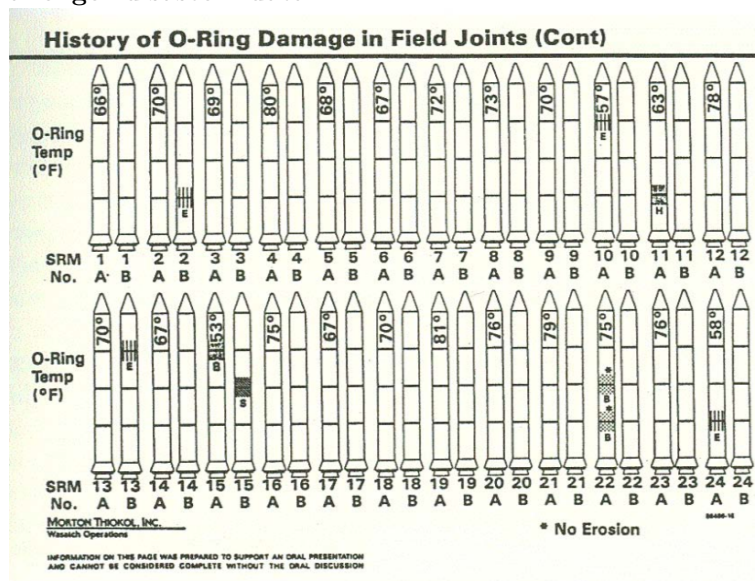 History of O-Ring Damage in Field Joints (Cont)
66° 70° 69° 80° 68° 67° 72° 73° 70° 57° 63° 78°
O-Ring
Temp
(°F)
E
E
H
SRM 1 1 2 2 3 3 4 4 5 5 6 6 7 7 8 8 9 9 10 10 11 11 12 12
No. A B A B A B A B A B A B A B A B A B A B A B A B
70° 67° 53° 75° 67° 70° 81° 76° 79° 75° 76° 58°
O-Ring
Temp
(°F)
E
B
S
*
B
*
B
E
SRM 13 13 14 14 15 15 16 16 17 17 18 18 19 19 20 20 21 21 22 22 23 23 24 24
No. A B A B A B A B A B A B A B A B A B A B A B A B
MORTON THIOKOL, INC.
Wasatch Operations
* No Erosion
INFORMATION ON THIS PAGE WAS PREPARED TO SUPPORT AN ORAL PRESENTATION
AND CANNOT BE CONSIDERED COMPLETE WITHOUT THE ORAL DISCUSSION